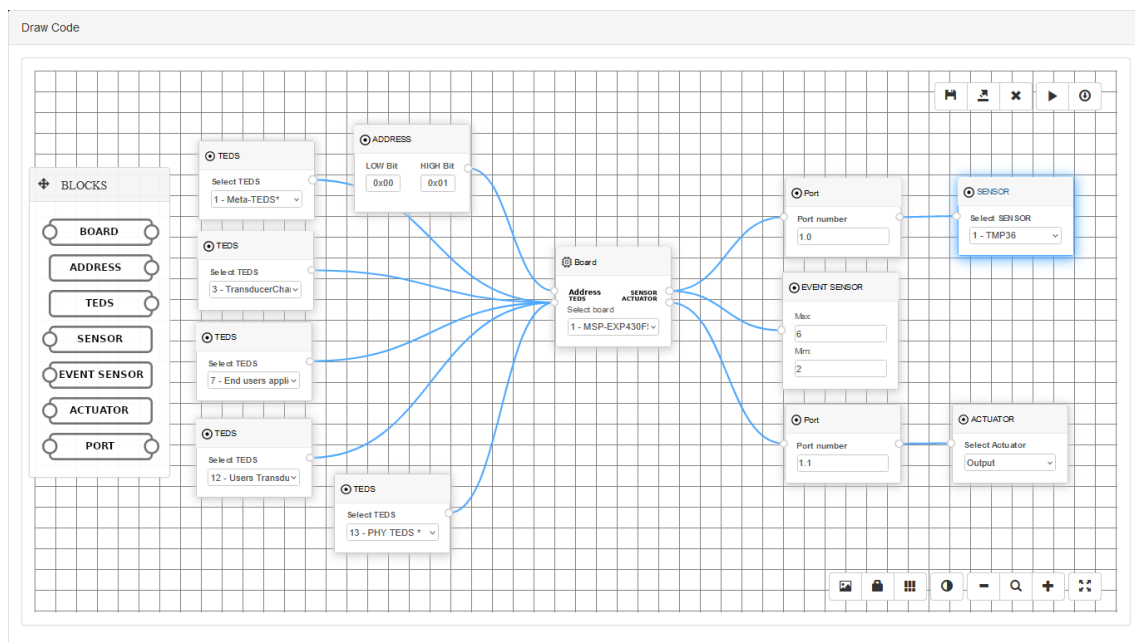 Draw Code
BLOCKS
BOARD
ADDRESS
TEDS
SENSOR
EVENT SENSOR
ACTUATOR
PORT
TEDS
Select TEDS
1 - Meta-TEDS*
TEDS
Select TEDS
3 - TransducerChar
TEDS
Select TEDS
7 - End users appli
TEDS
Select TEDS
12 - Users Transdu
TEDS
Select TEDS
13 - PHY TEDS *
ADDRESS
LOW Bit HIGH Bit
0x00 0x01
Board
Address SENSOR
TEDS ACTUATOR
Select board
1 - MSP-EXP430F5
Port
Port number
1.0
EVENT SENSOR
Max:
6
Mim:
2
Port
Port number
1.1
SENSOR
Select SENSOR
1 - TMP36
ACTUATOR
Select Actuator
Output